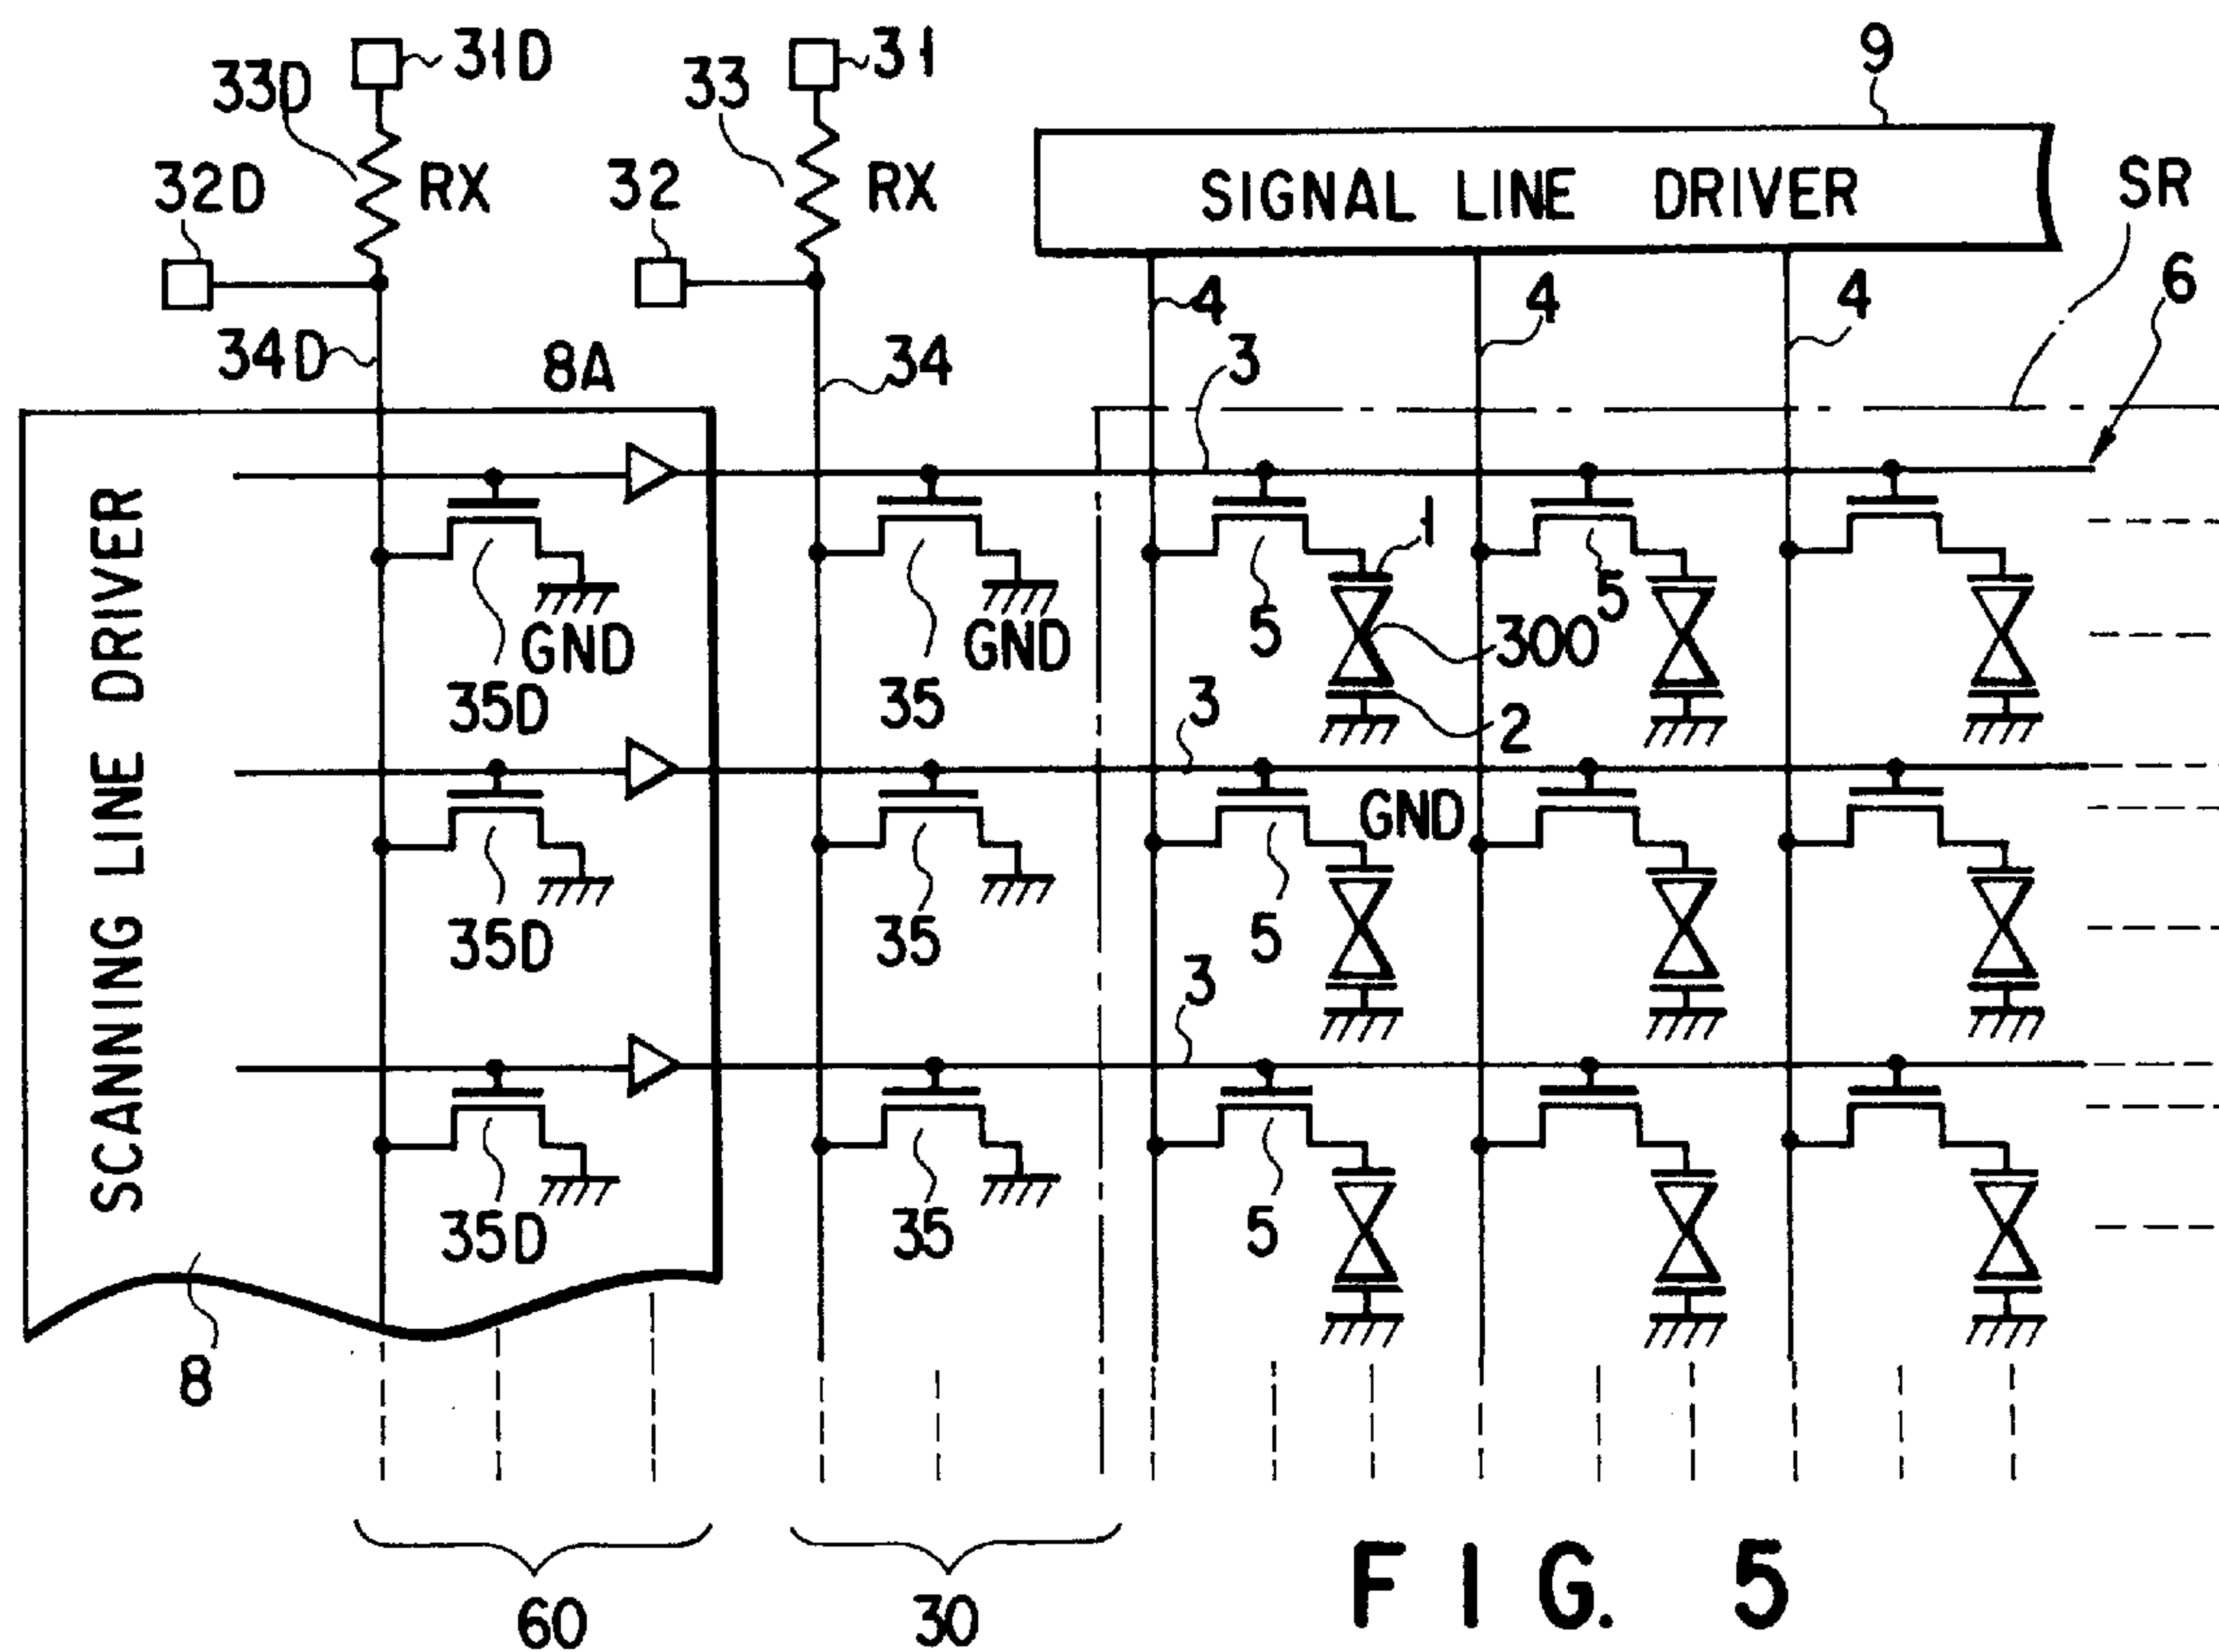 31D
31
9
33D
33
32D
RX
32
RX
SIGNAL LINE DRIVER
SR
6
4
4
4
34D
8A
34
3
1
5
5
300
GND
GND
35D
35
3
2
SCANNING LINE DRIVER
GND
35D
35
5
3
35D
35
5
8
60
30
FIG. 5